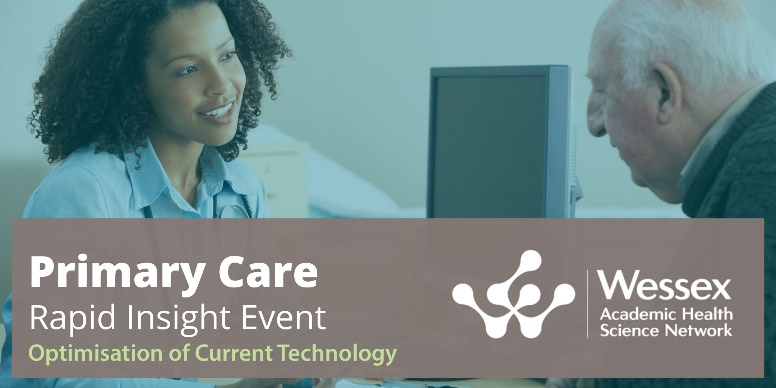 Primary Care
Rapid Insight Event
Optimisation of Current Technology
Wessex
Academic Health
Science Network